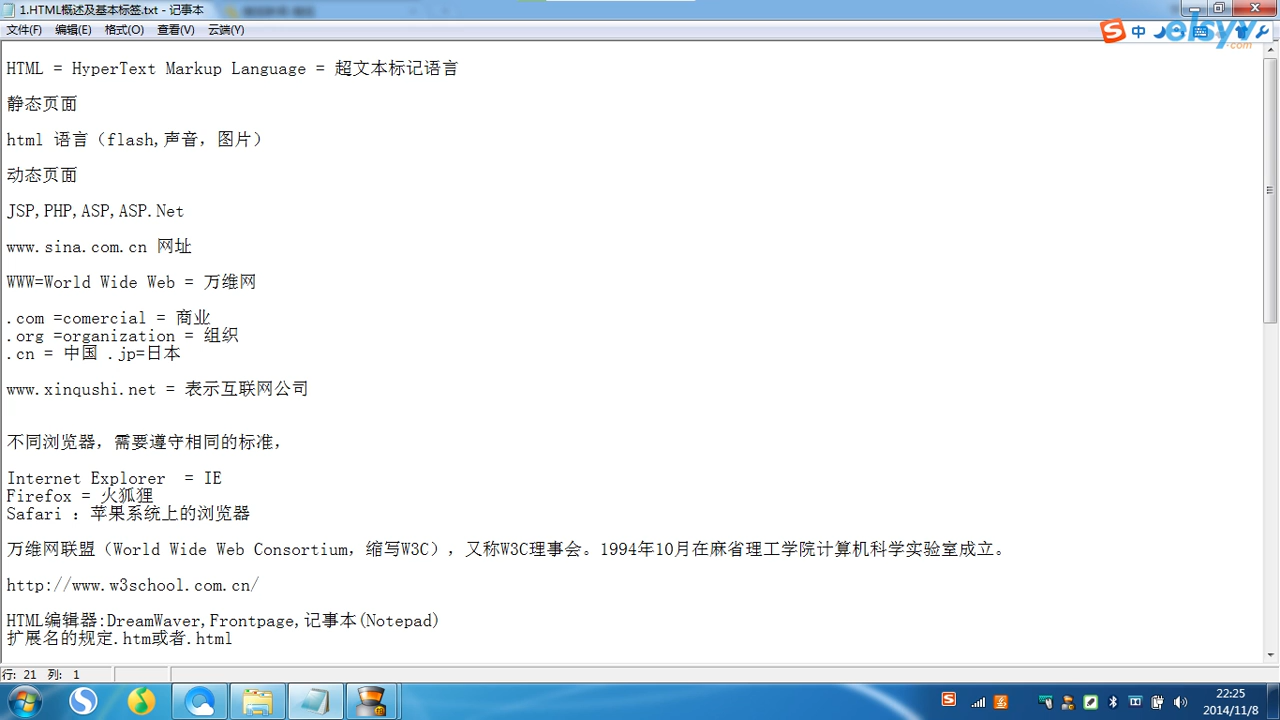 1.HTML概述及基本标签.txt - 记事本
文件(F) 编辑(E) 格式(O) 查看(V) 云端(Y)
中
elsyy
.com
HTML = HyperText Markup Language = 超文本标记语言
静态页面
html 语言（flash,声音，图片）
动态页面
JSP,PHP,ASP,ASP.Net
www.sina.com.cn 网址
WWW=World Wide Web = 万维网
.com =comercial = 商业
.org =organization = 组织
.cn = 中国 .jp=日本
www.xinqushi.net = 表示互联网公司
不同浏览器，需要遵守相同的标准，
Internet Explorer  = IE
Firefox = 火狐狸
Safari ：苹果系统上的浏览器
万维网联盟（World Wide Web Consortium，缩写W3C），又称W3C理事会。1994年10月在麻省理工学院计算机科学实验室成立。
http://www.w3school.com.cn/
HTML编辑器:DreamWaver,Frontpage,记事本(Notepad)
扩展名的规定.htm或者.html
行: 21 列: 1
22:25
2014/11/8